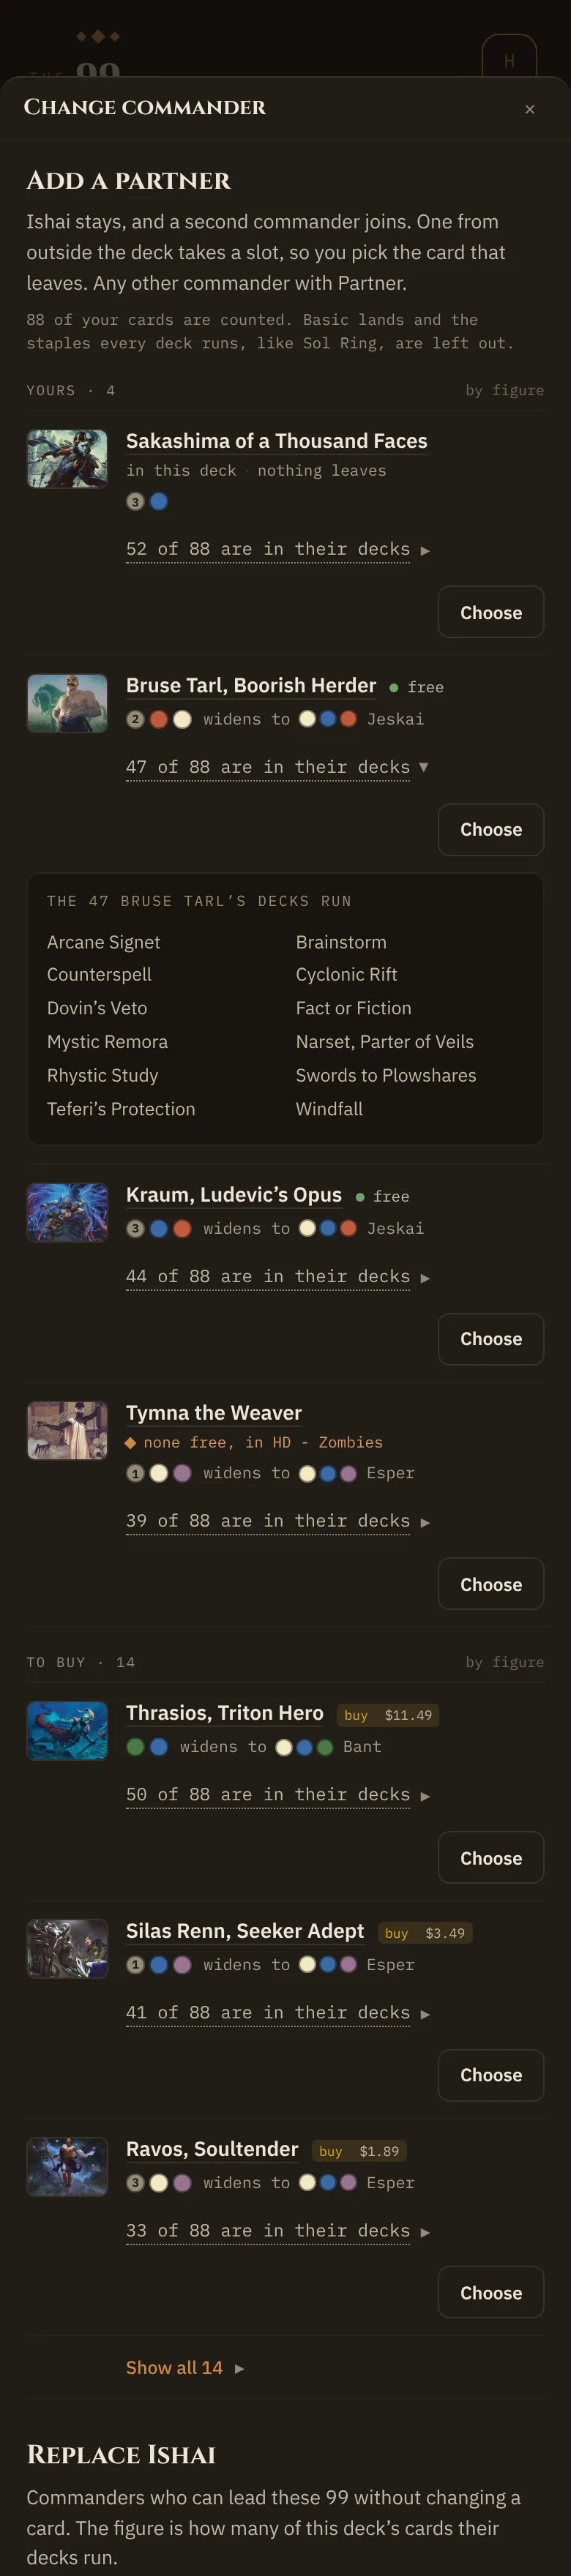 THE 99
H
Change commander ×
Add a partner
Ishai stays, and a second commander joins. One from
outside the deck takes a slot, so you pick the card that
leaves. Any other commander with Partner.
88 of your cards are counted. Basic lands and the
staples every deck runs, like Sol Ring, are left out.
YOURS · 4 by figure
Sakashima of a Thousand Faces
in this deck · nothing leaves
3
52 of 88 are in their decks ▶
Choose
Bruse Tarl, Boorish Herder ● free
2 widens to Jeskai
47 of 88 are in their decks ▼
Choose
THE 47 BRUSE TARL’S DECKS RUN
Arcane Signet Brainstorm
Counterspell Cyclonic Rift
Dovin’s Veto Fact or Fiction
Mystic Remora Narset, Parter of Veils
Rhystic Study Swords to Plowshares
Teferi’s Protection Windfall
Kraum, Ludevic’s Opus ● free
3 widens to Jeskai
44 of 88 are in their decks ▶
Choose
Tymna the Weaver
◆ none free, in HD - Zombies
1 widens to Esper
39 of 88 are in their decks ▶
Choose
TO BUY · 14 by figure
Thrasios, Triton Hero buy $11.49
widens to Bant
50 of 88 are in their decks ▶
Choose
Silas Renn, Seeker Adept buy $3.49
1 widens to Esper
41 of 88 are in their decks ▶
Choose
Ravos, Soultender buy $1.89
3 widens to Esper
33 of 88 are in their decks ▶
Choose
Show all 14 ▶
Replace Ishai
Commanders who can lead these 99 without changing a
card. The figure is how many of this deck’s cards their
decks run.